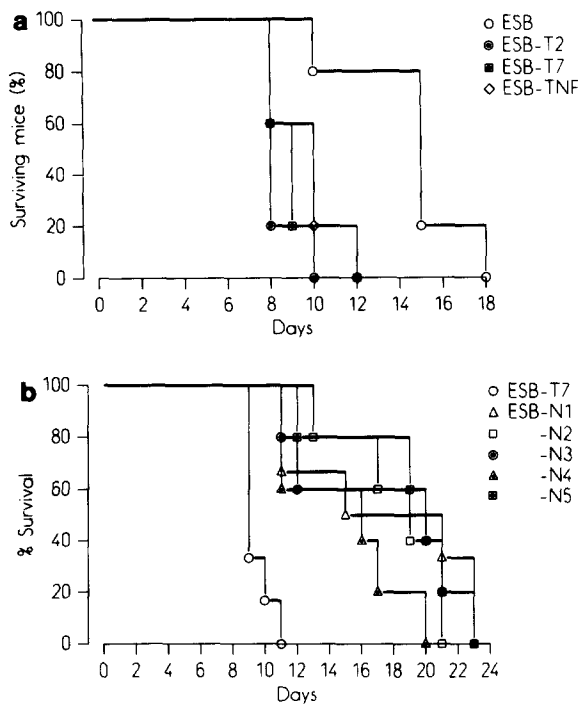 a
100
80
60
40
20
0
Surviving mice (%)
0 2 4 6 8 10 12 14 16 18
Days
ESB
ESB-T2
ESB-T7
ESB-TNF
b
100
80
60
40
20
0
% Survival
0 2 4 6 8 10 12 14 16 18 20 22 24
Days
ESB-T7
ESB-N1
-N2
-N3
-N4
-N5